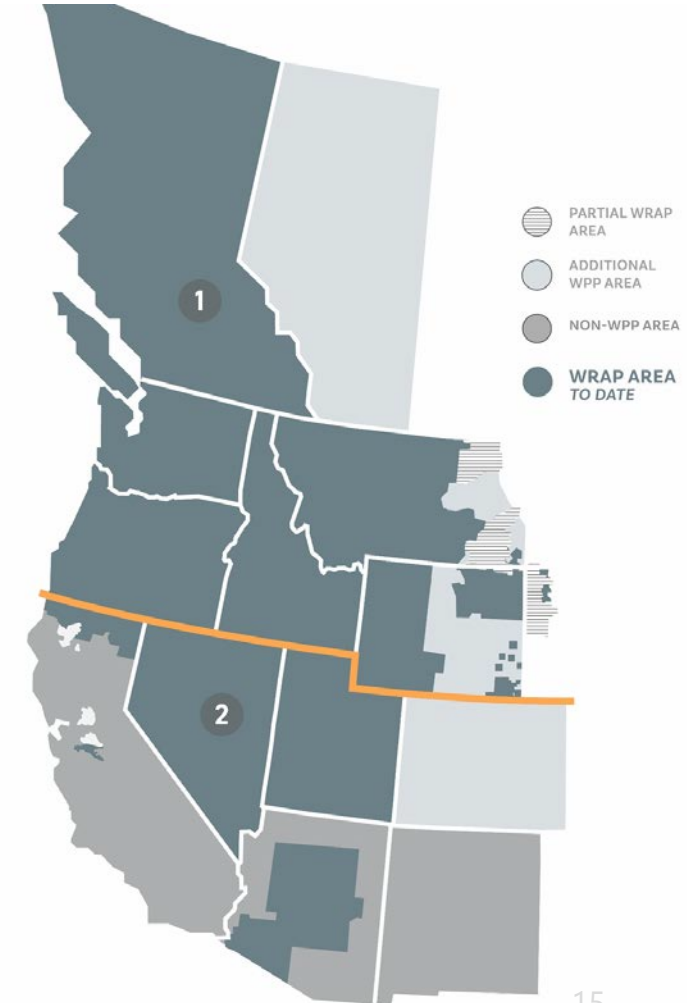 PARTIAL WRAP
AREA
ADDITIONAL
WPP AREA
NON-WPP AREA
WRAP AREA
TO DATE
1
2
15